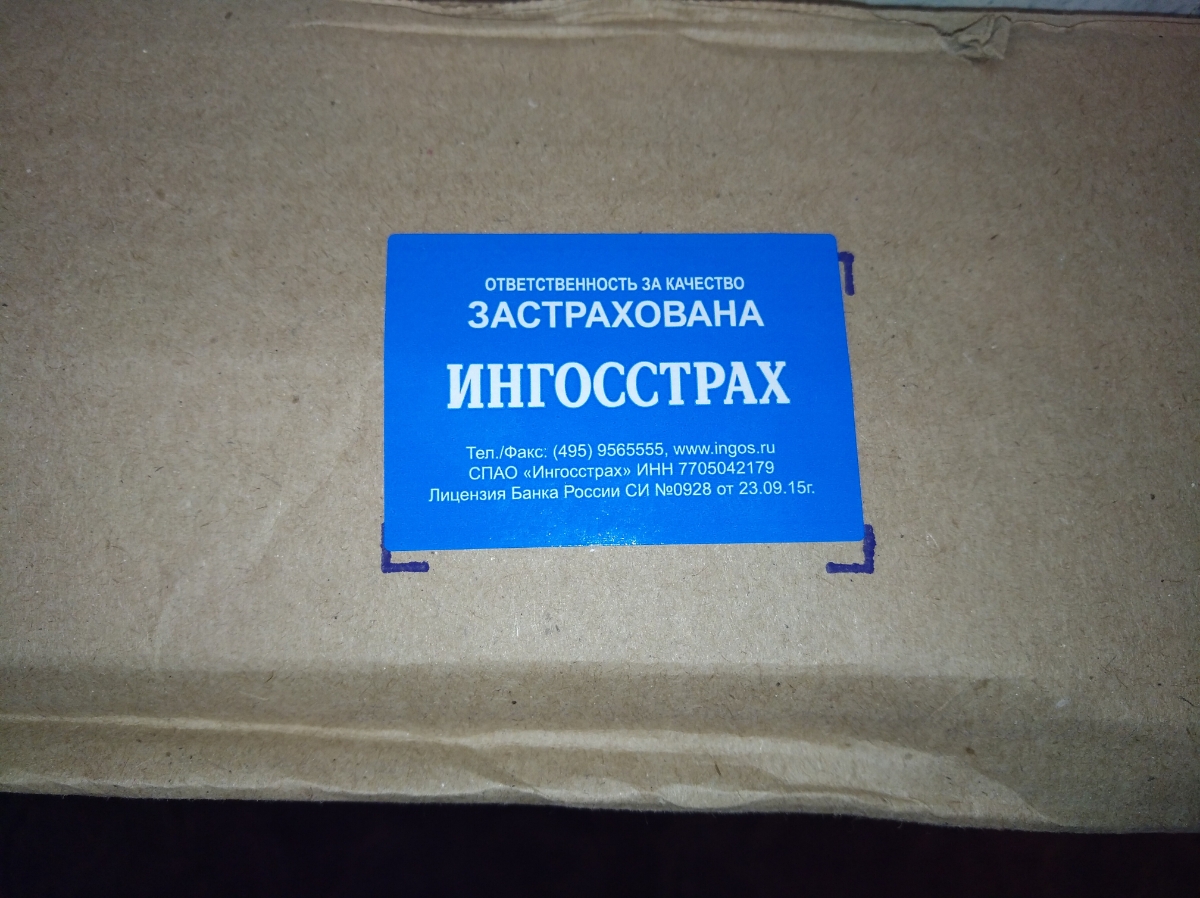 ОТВЕТСТВЕННОСТЬ ЗА КАЧЕСТВО
ЗАСТРАХОВАНА
ИНГОССТРАХ
Тел./Факс: (495) 9565555, www.ingos.ru
СПАО «Ингосстрах» ИНН 7705042179
Лицензия Банка России СИ №0928 от 23.09.15г.